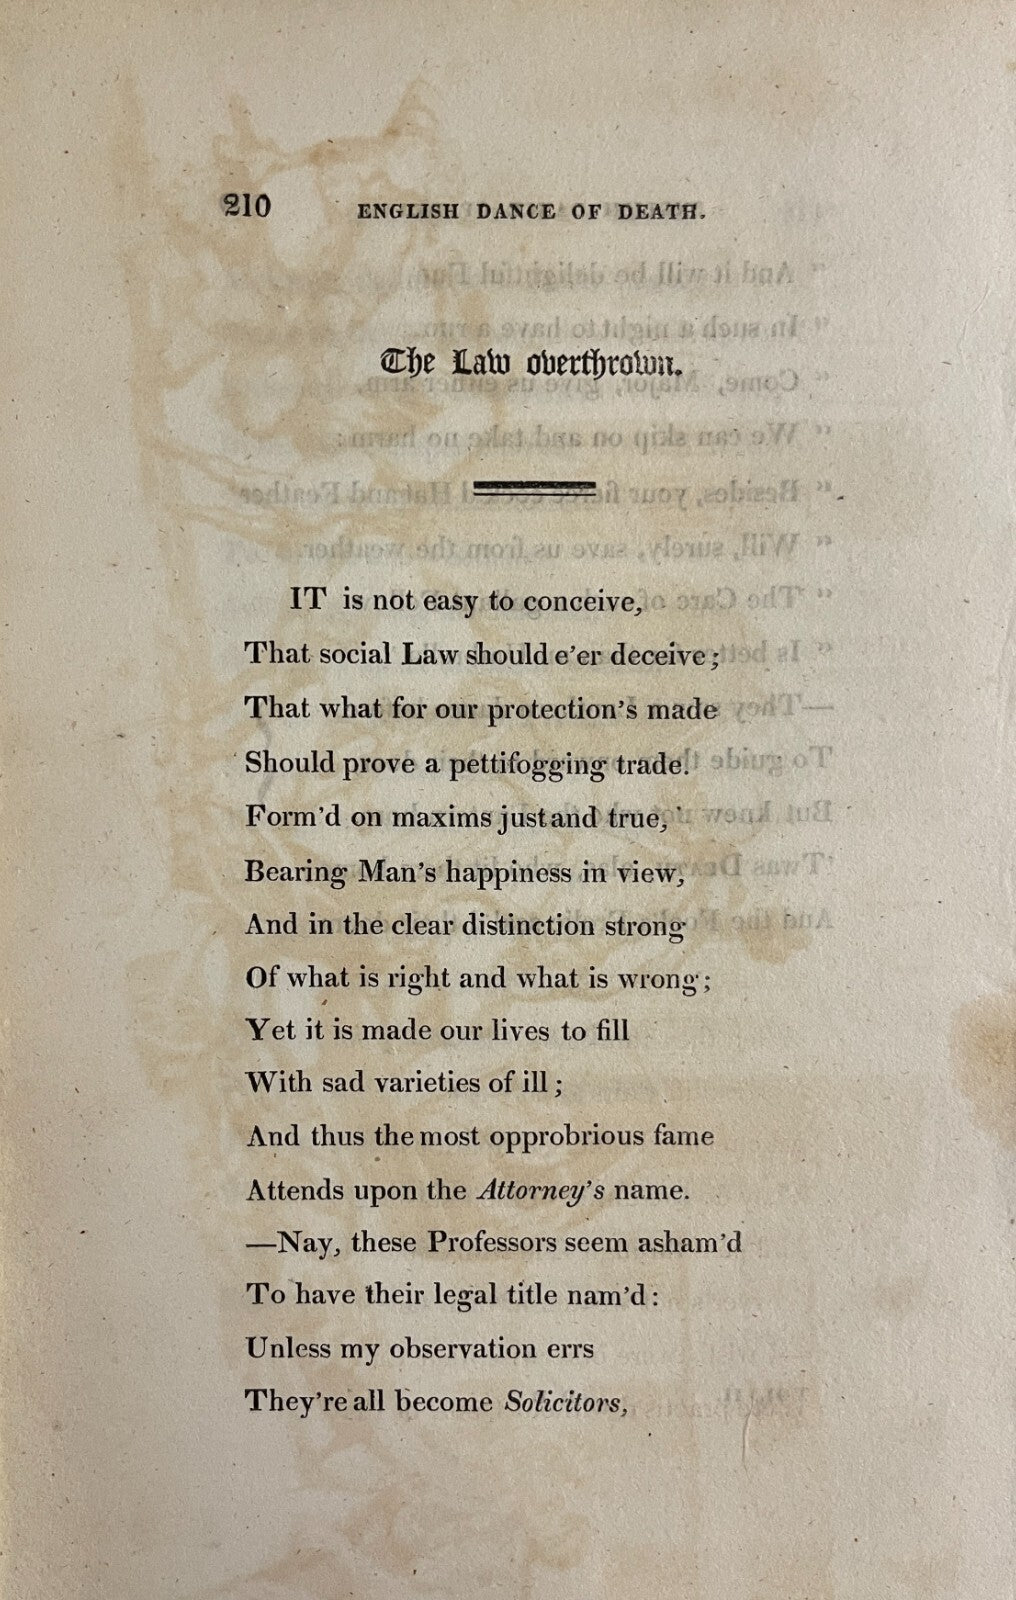 210 ENGLISH DANCE OF DEATH.
The Law overthrown.
IT is not easy to conceive,
That social Law should e'er deceive;
That what for our protection's made
Should prove a pettifogging trade.
Form'd on maxims just and true,
Bearing Man's happiness in view,
And in the clear distinction strong
Of what is right and what is wrong;
Yet it is made our lives to fill
With sad varieties of ill;
And thus the most opprobrious fame
Attends upon the Attorney's name.
—Nay, these Professors seem asham'd
To have their legal title nam'd:
Unless my observation errs
They're all become Solicitors,